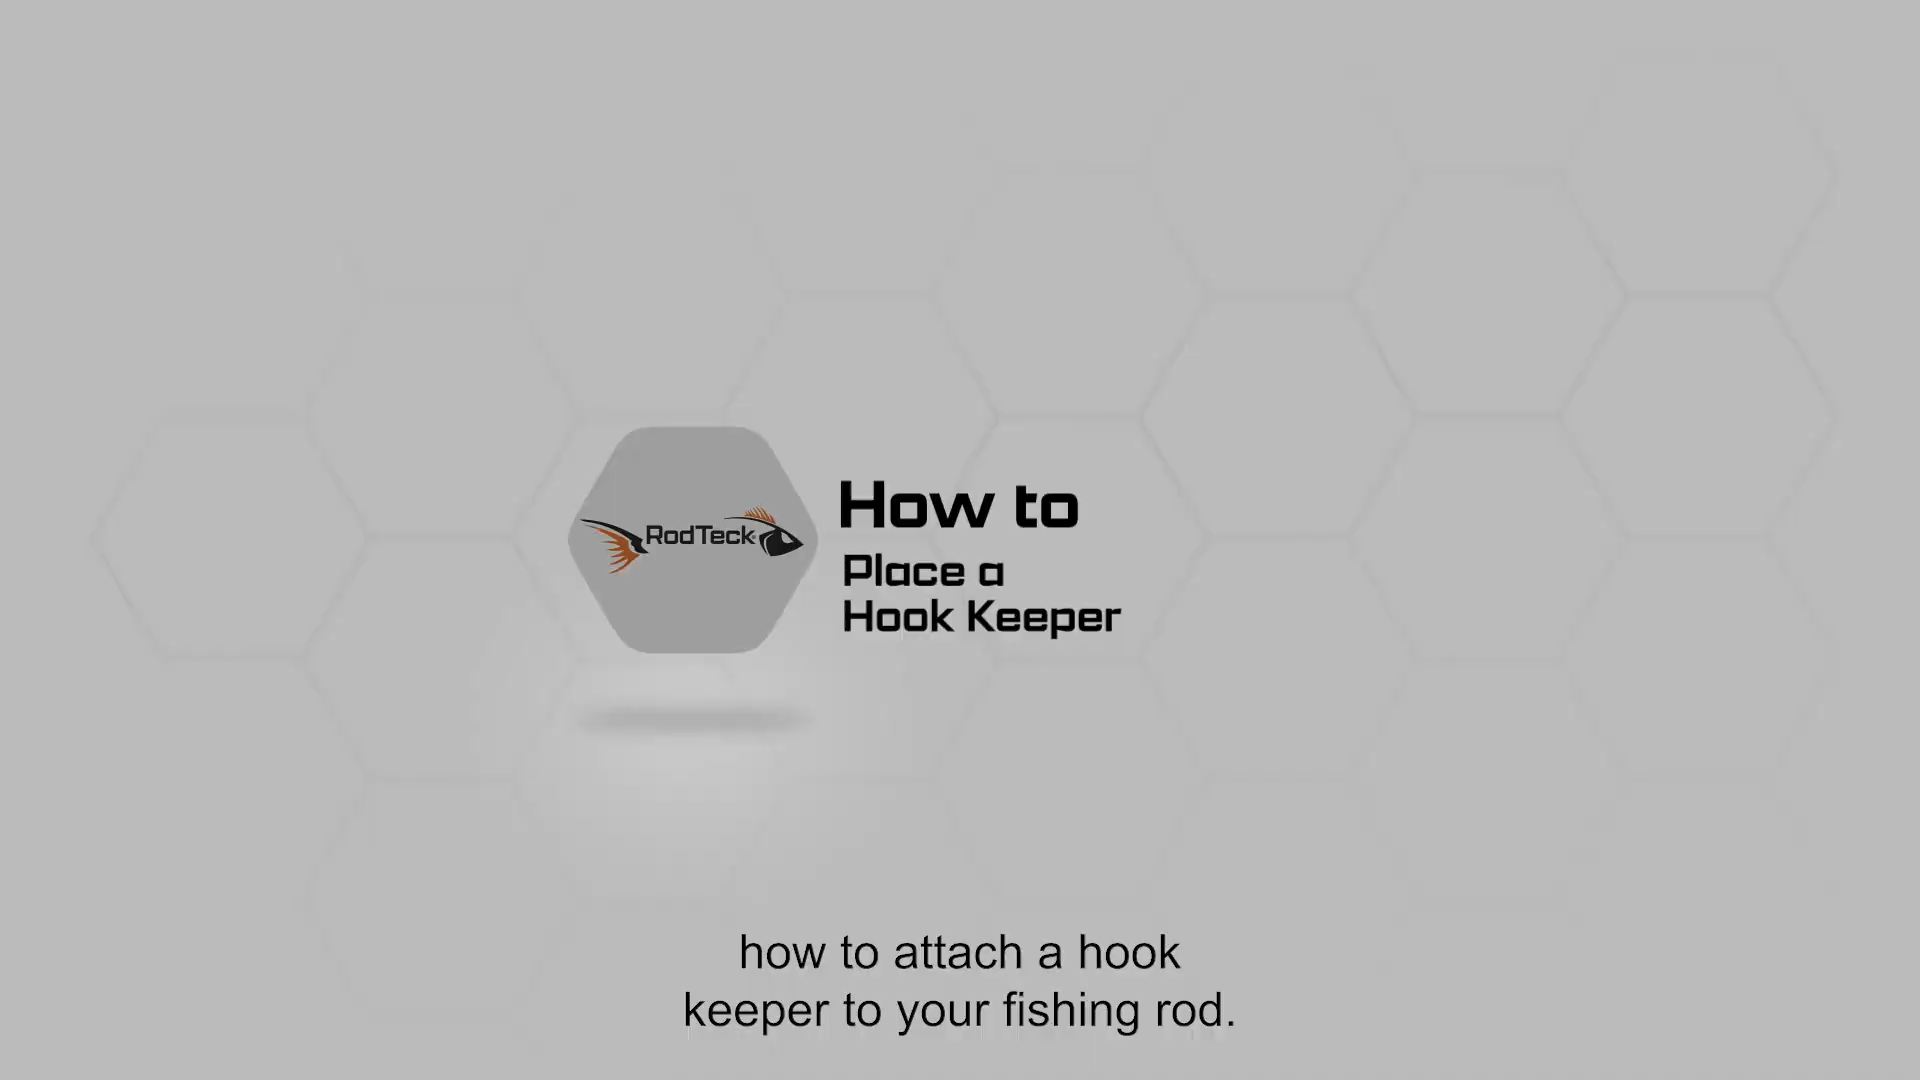 RodTeck
How to
Place a
Hook Keeper
how to attach a hook
keeper to your fishing rod.